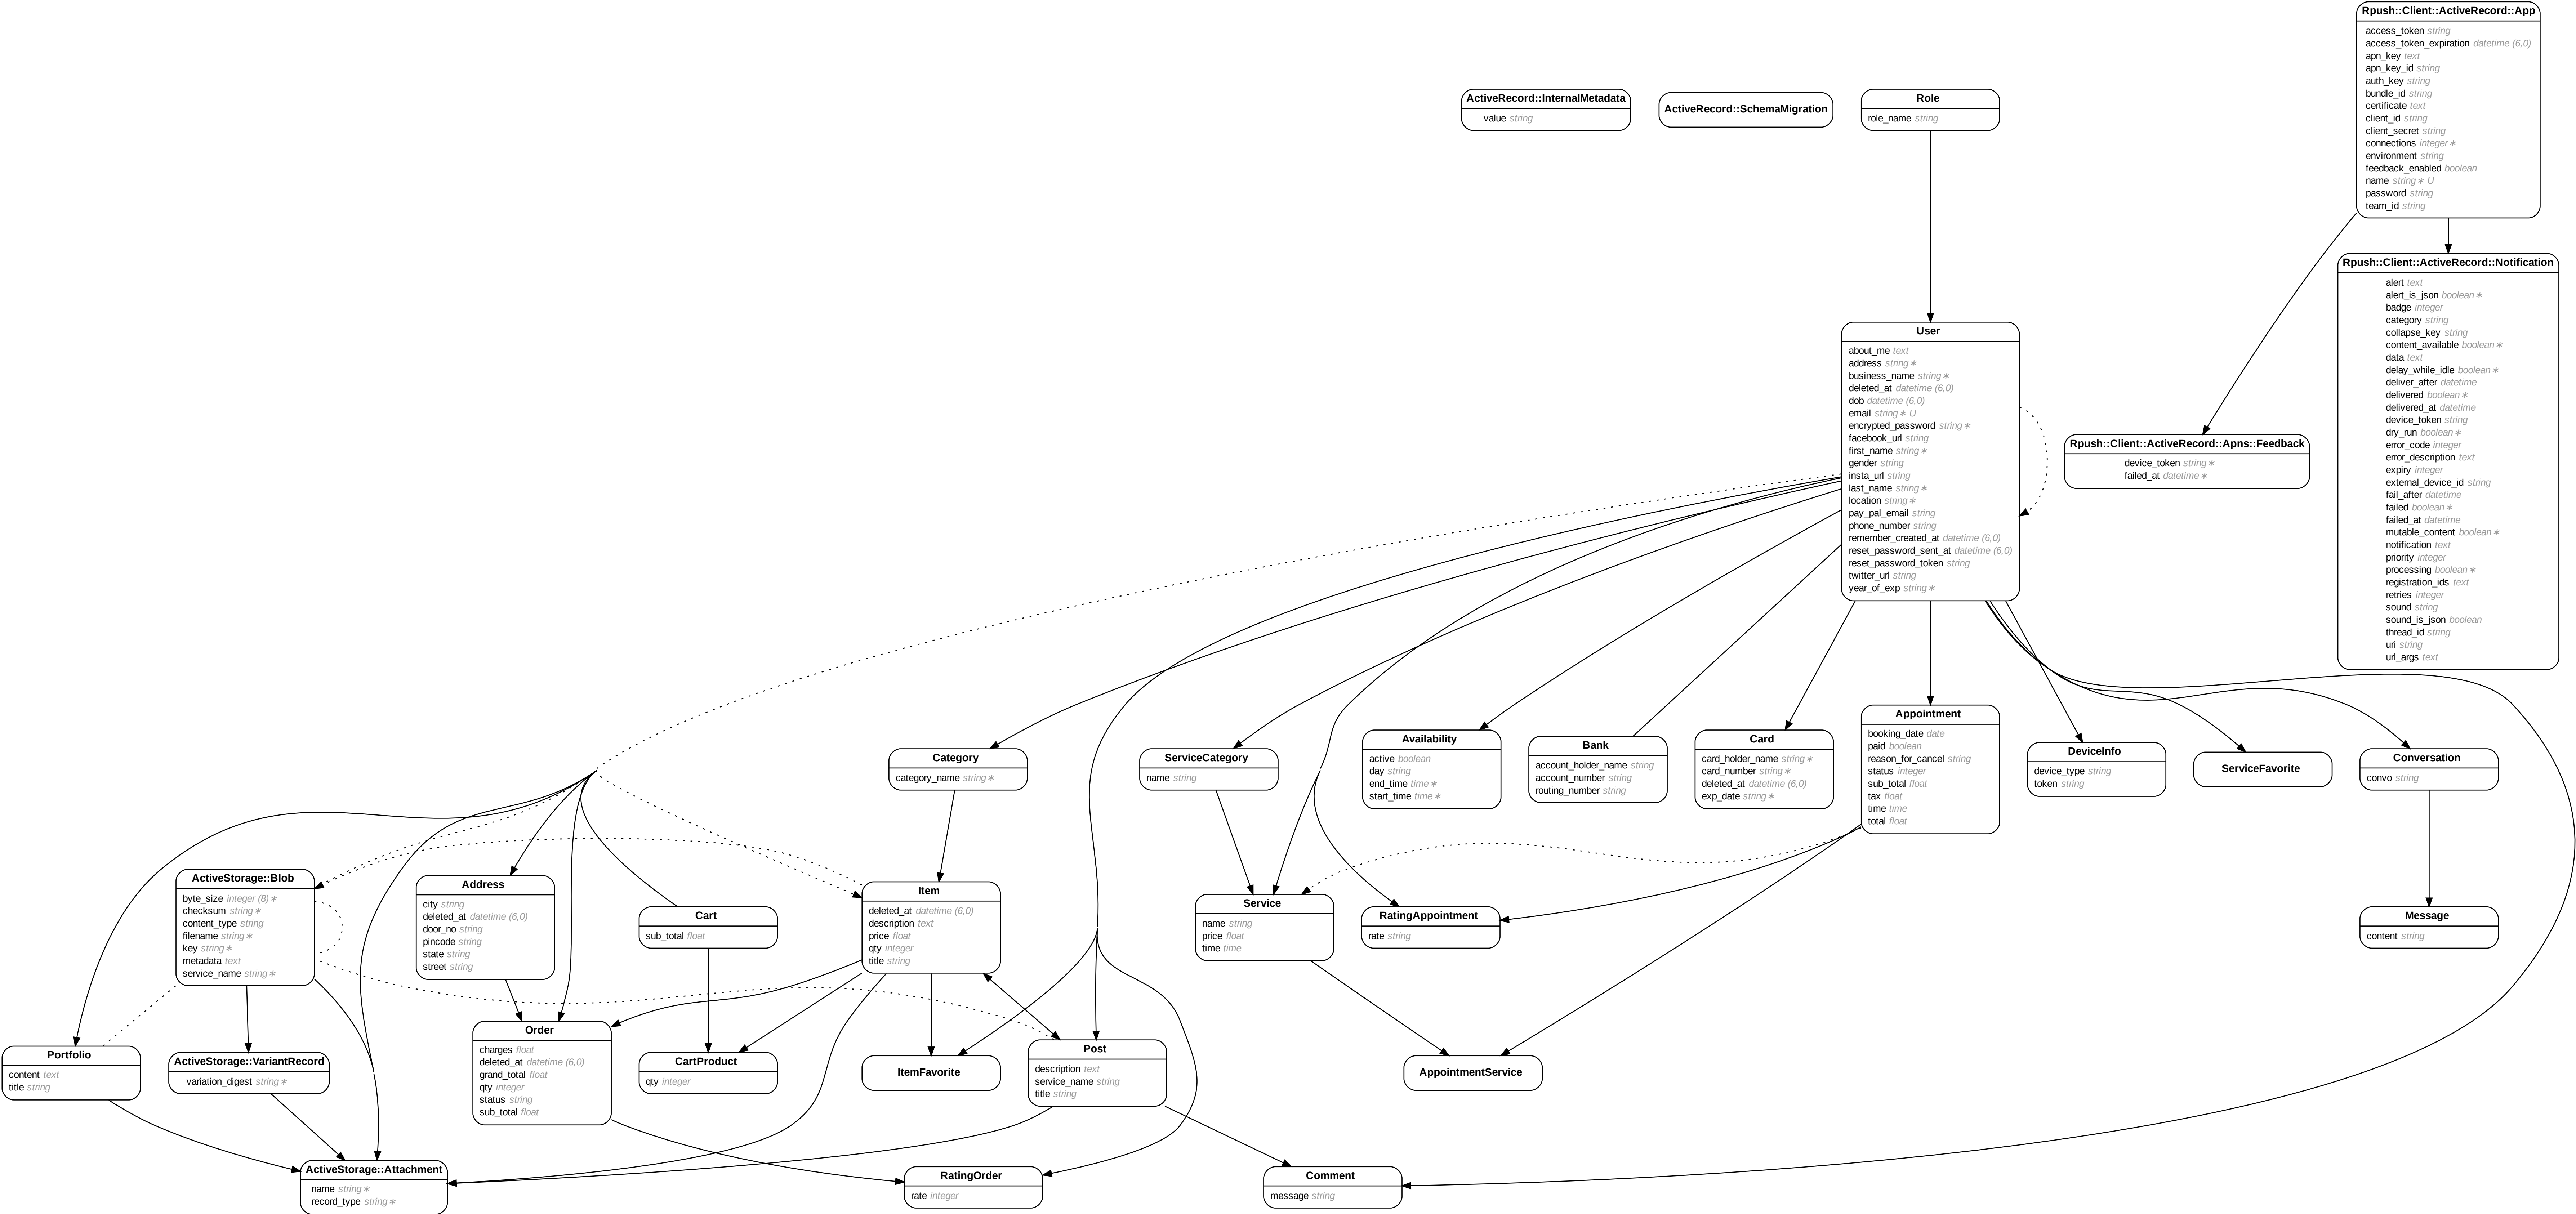 Rpush::Client::ActiveRecord::App
access_token string
access_token_expiration datetime (6,0)
apn_key text
apn_key_id string
auth_key string
bundle_id string
certificate text
client_id string
client_secret string
connections integer ∗
environment string
feedback_enabled boolean
name string ∗ U
password string
team_id string
ActiveRecord::InternalMetadata
value string
ActiveRecord::SchemaMigration
Role
role_name string
Rpush::Client::ActiveRecord::Notification
alert text
alert_is_json boolean ∗
badge integer
category string
collapse_key string
content_available boolean ∗
data text
delay_while_idle boolean ∗
deliver_after datetime
delivered boolean ∗
delivered_at datetime
device_token string
dry_run boolean ∗
error_code integer
error_description text
expiry integer
external_device_id string
fail_after datetime
failed boolean ∗
failed_at datetime
mutable_content boolean ∗
notification text
priority integer
processing boolean ∗
registration_ids text
retries integer
sound string
sound_is_json boolean
thread_id string
uri string
url_args text
User
about_me text
address string ∗
business_name string ∗
deleted_at datetime (6,0)
dob datetime (6,0)
email string ∗ U
encrypted_password string ∗
facebook_url string
first_name string ∗
gender string
insta_url string
last_name string ∗
location string ∗
pay_pal_email string
phone_number string
remember_created_at datetime (6,0)
reset_password_sent_at datetime (6,0)
reset_password_token string
twitter_url string
year_of_exp string ∗
Rpush::Client::ActiveRecord::Apns::Feedback
device_token string ∗
failed_at datetime ∗
Category
category_name string ∗
ServiceCategory
name string
Availability
active boolean
day string
end_time time ∗
start_time time ∗
Bank
account_holder_name string
account_number string
routing_number string
Card
card_holder_name string ∗
card_number string ∗
deleted_at datetime (6,0)
exp_date string ∗
Appointment
booking_date date
paid boolean
reason_for_cancel string
status integer
sub_total float
tax float
time time
total float
DeviceInfo
device_type string
token string
ServiceFavorite
Conversation
convo string
ActiveStorage::Blob
byte_size integer (8) ∗
checksum string ∗
content_type string
filename string ∗
key string ∗
metadata text
service_name string ∗
Address
city string
deleted_at datetime (6,0)
door_no string
pincode string
state string
street string
Cart
sub_total float
Item
deleted_at datetime (6,0)
description text
price float
qty integer
title string
Service
name string
price float
time time
RatingAppointment
rate string
Message
content string
Portfolio
content text
title string
ActiveStorage::VariantRecord
variation_digest string ∗
Order
charges float
deleted_at datetime (6,0)
grand_total float
qty integer
status string
sub_total float
CartProduct
qty integer
ItemFavorite
Post
description text
service_name string
title string
AppointmentService
ActiveStorage::Attachment
name string ∗
record_type string ∗
RatingOrder
rate integer
Comment
message string